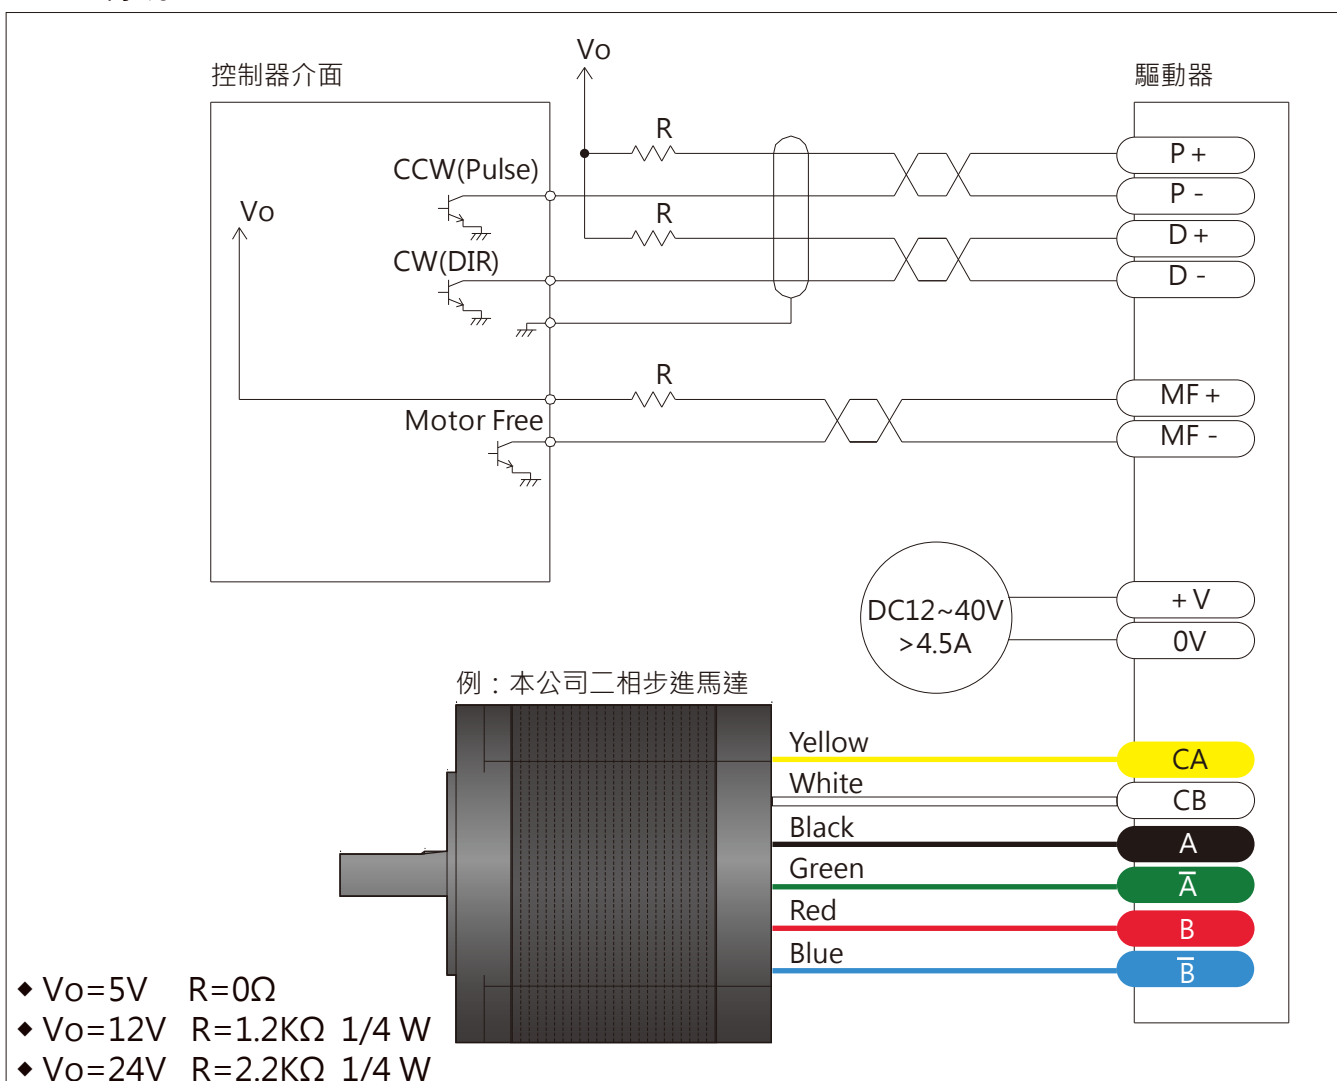 Vo
控制器介面
驅動器
R
P +
CCW(Pulse)
P -
Vo
R
D +
CW(DIR)
D -
R
MF +
Motor Free
MF -
DC12~40V
>4.5A
+ V
0V
例：本公司二相步進馬達
Yellow
CA
White
CB
Black
A
Green
A̅
Red
B
Blue
B̅
◆ Vo=5V R=0Ω
◆ Vo=12V R=1.2KΩ 1/4 W
◆ Vo=24V R=2.2KΩ 1/4 W